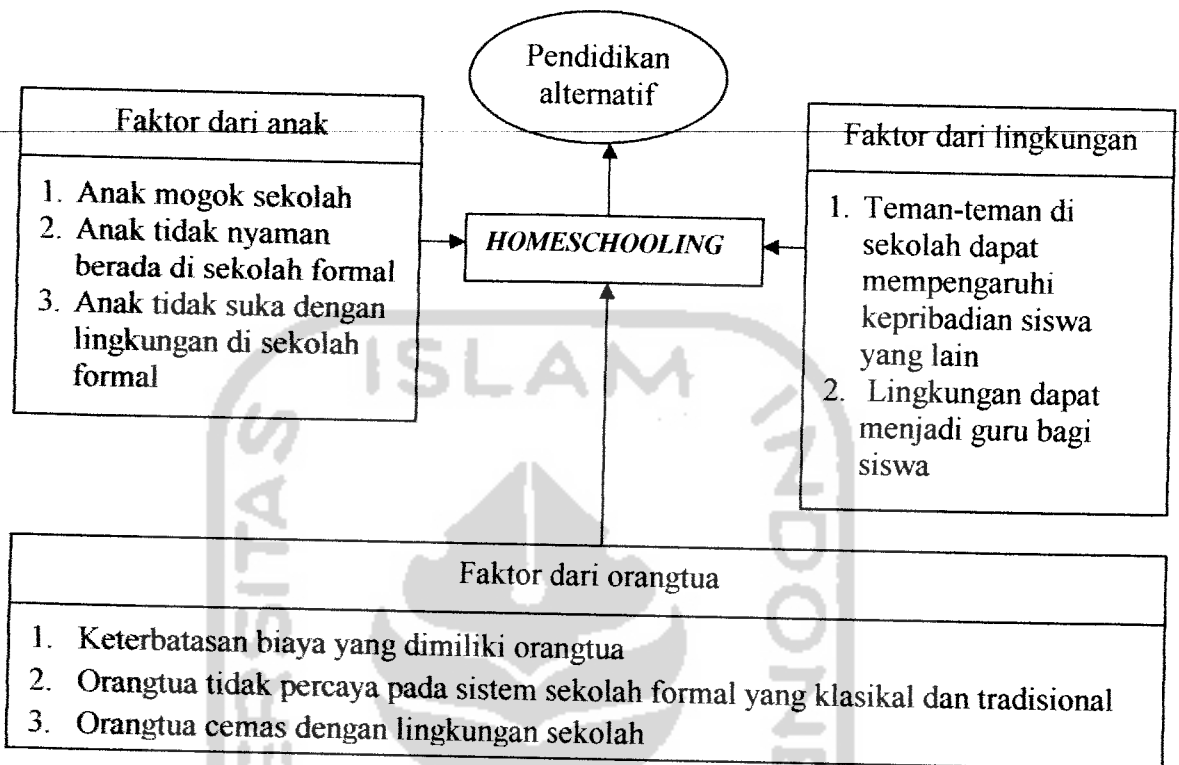 Pendidikan
alternatif
Faktor dari anak
1. Anak mogok sekolah
2. Anak tidak nyaman
berada di sekolah formal
3. Anak tidak suka dengan
lingkungan di sekolah
formal
HOMESCHOOLING
Faktor dari lingkungan
1. Teman-teman di
sekolah dapat
mempengaruhi
kepribadian siswa
yang lain
2. Lingkungan dapat
menjadi guru bagi
siswa
Faktor dari orangtua
1. Keterbatasan biaya yang dimiliki orangtua
2. Orangtua tidak percaya pada sistem sekolah formal yang klasikal dan tradisional
3. Orangtua cemas dengan lingkungan sekolah
ISLAM